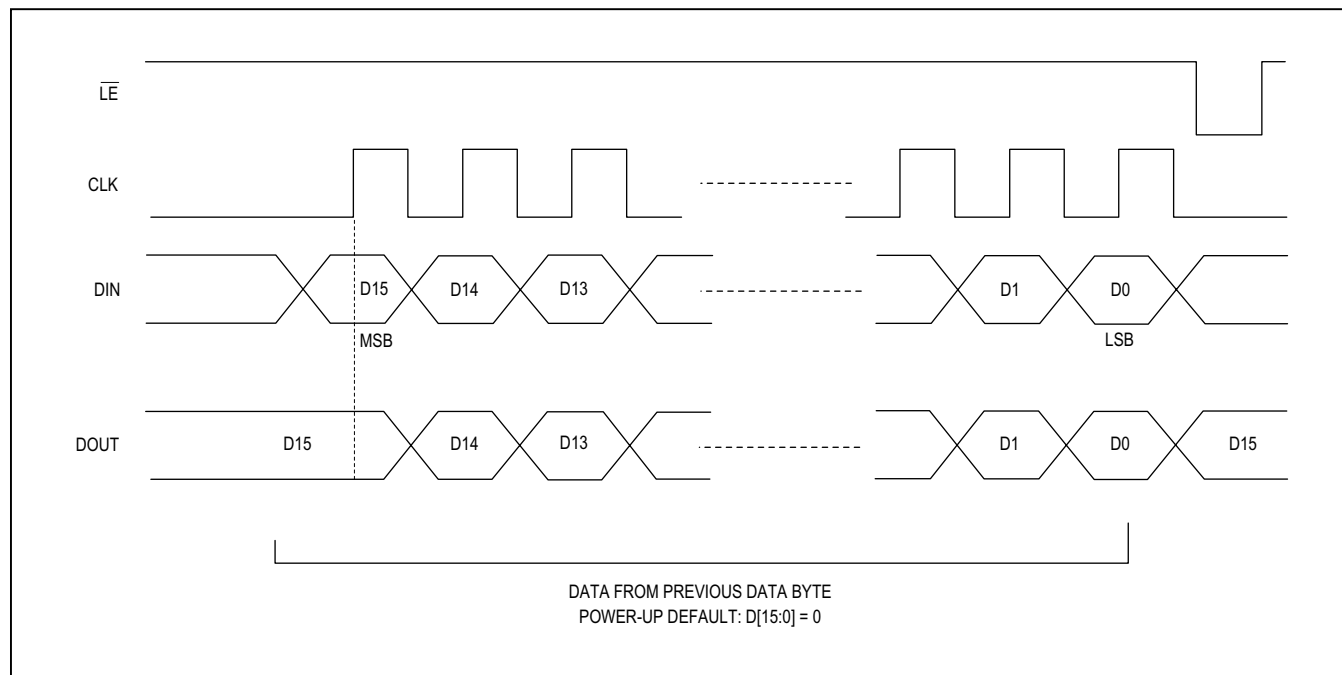 L̅E̅
CLK
DIN D15 D14 D13 D1 D0
MSB LSB
DOUT D15 D14 D13 D1 D0 D15
DATA FROM PREVIOUS DATA BYTE
POWER-UP DEFAULT: D[15:0] = 0